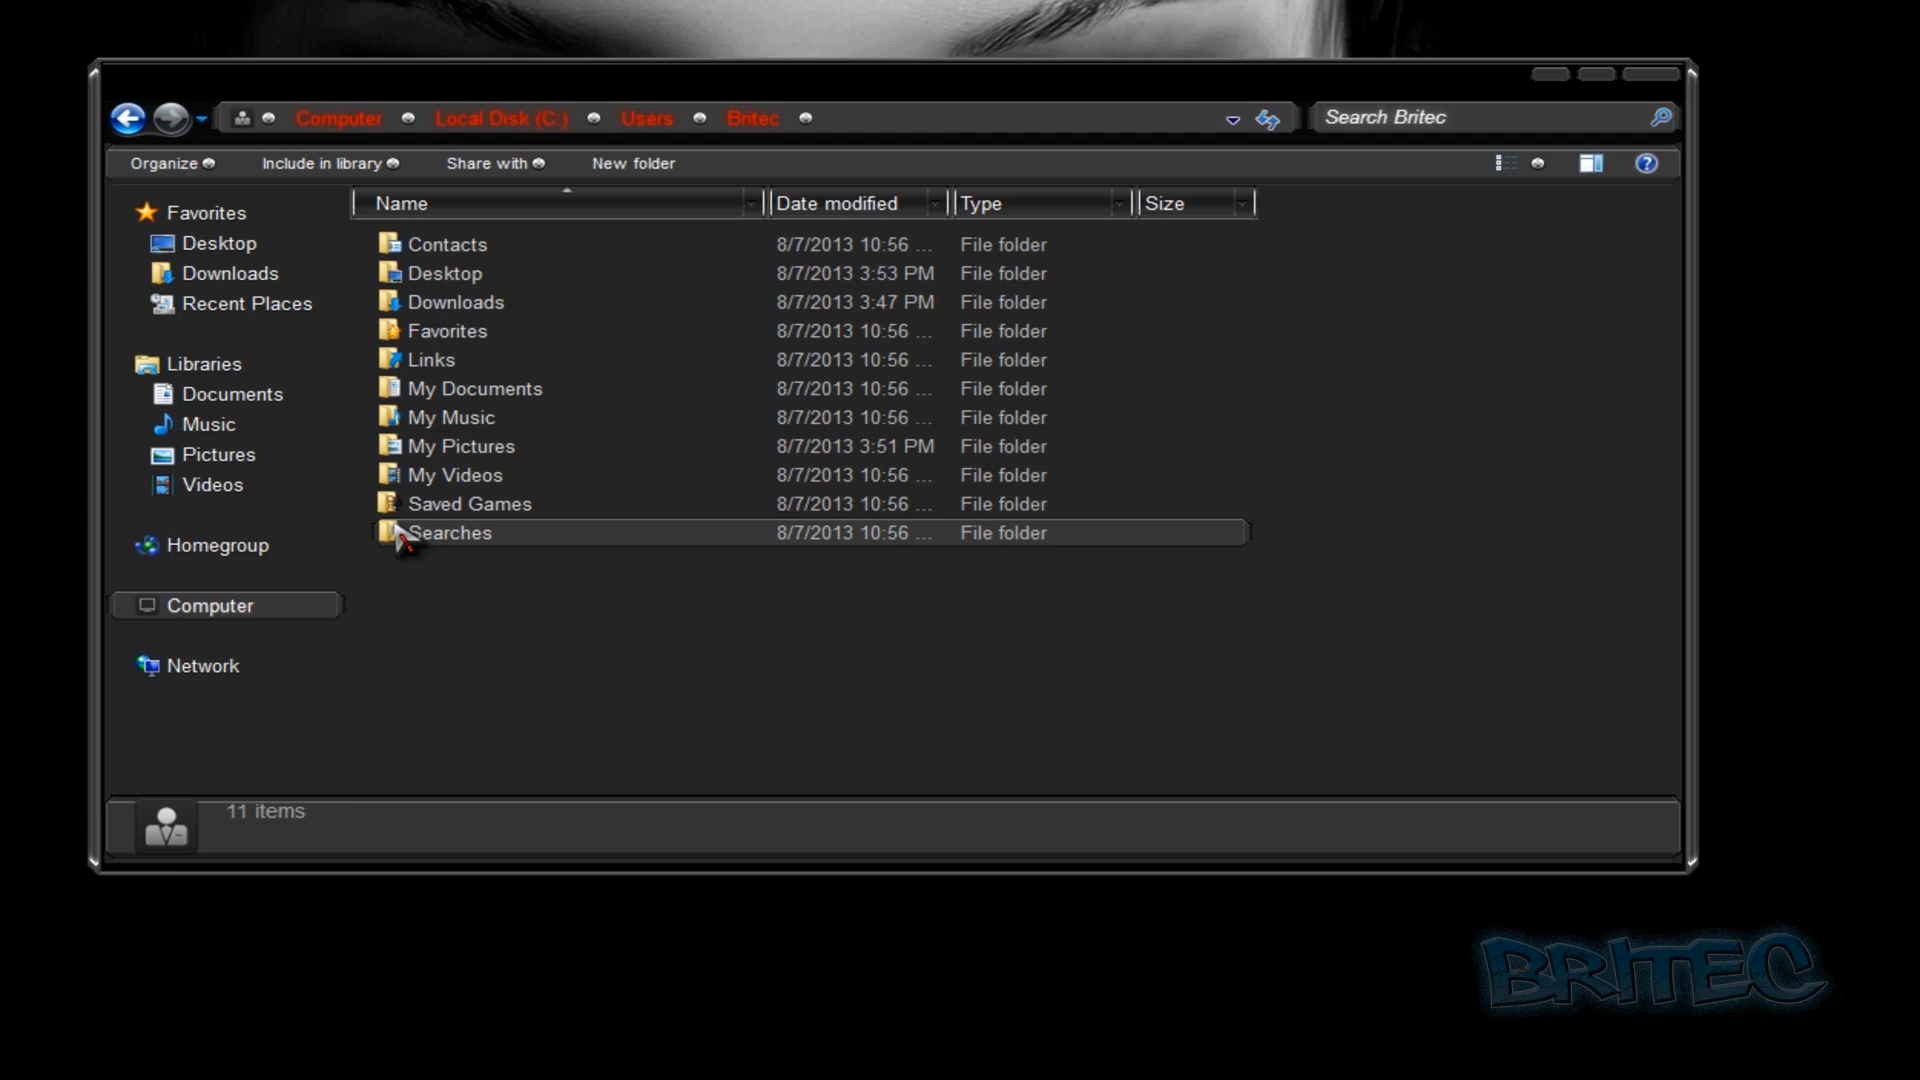 Computer Local Disk (C:) Users Britec
Search Britec
Organize Include in library Share with New folder
Name Date modified Type Size
Favorites
Desktop
Downloads
Recent Places
Libraries
Documents
Music
Pictures
Videos
Homegroup
Computer
Network
Contacts 8/7/2013 10:56 ... File folder
Desktop 8/7/2013 3:53 PM File folder
Downloads 8/7/2013 3:47 PM File folder
Favorites 8/7/2013 10:56 ... File folder
Links 8/7/2013 10:56 ... File folder
My Documents 8/7/2013 10:56 ... File folder
My Music 8/7/2013 10:56 ... File folder
My Pictures 8/7/2013 3:51 PM File folder
My Videos 8/7/2013 10:56 ... File folder
Saved Games 8/7/2013 10:56 ... File folder
Searches 8/7/2013 10:56 ... File folder
11 items
BRITEC